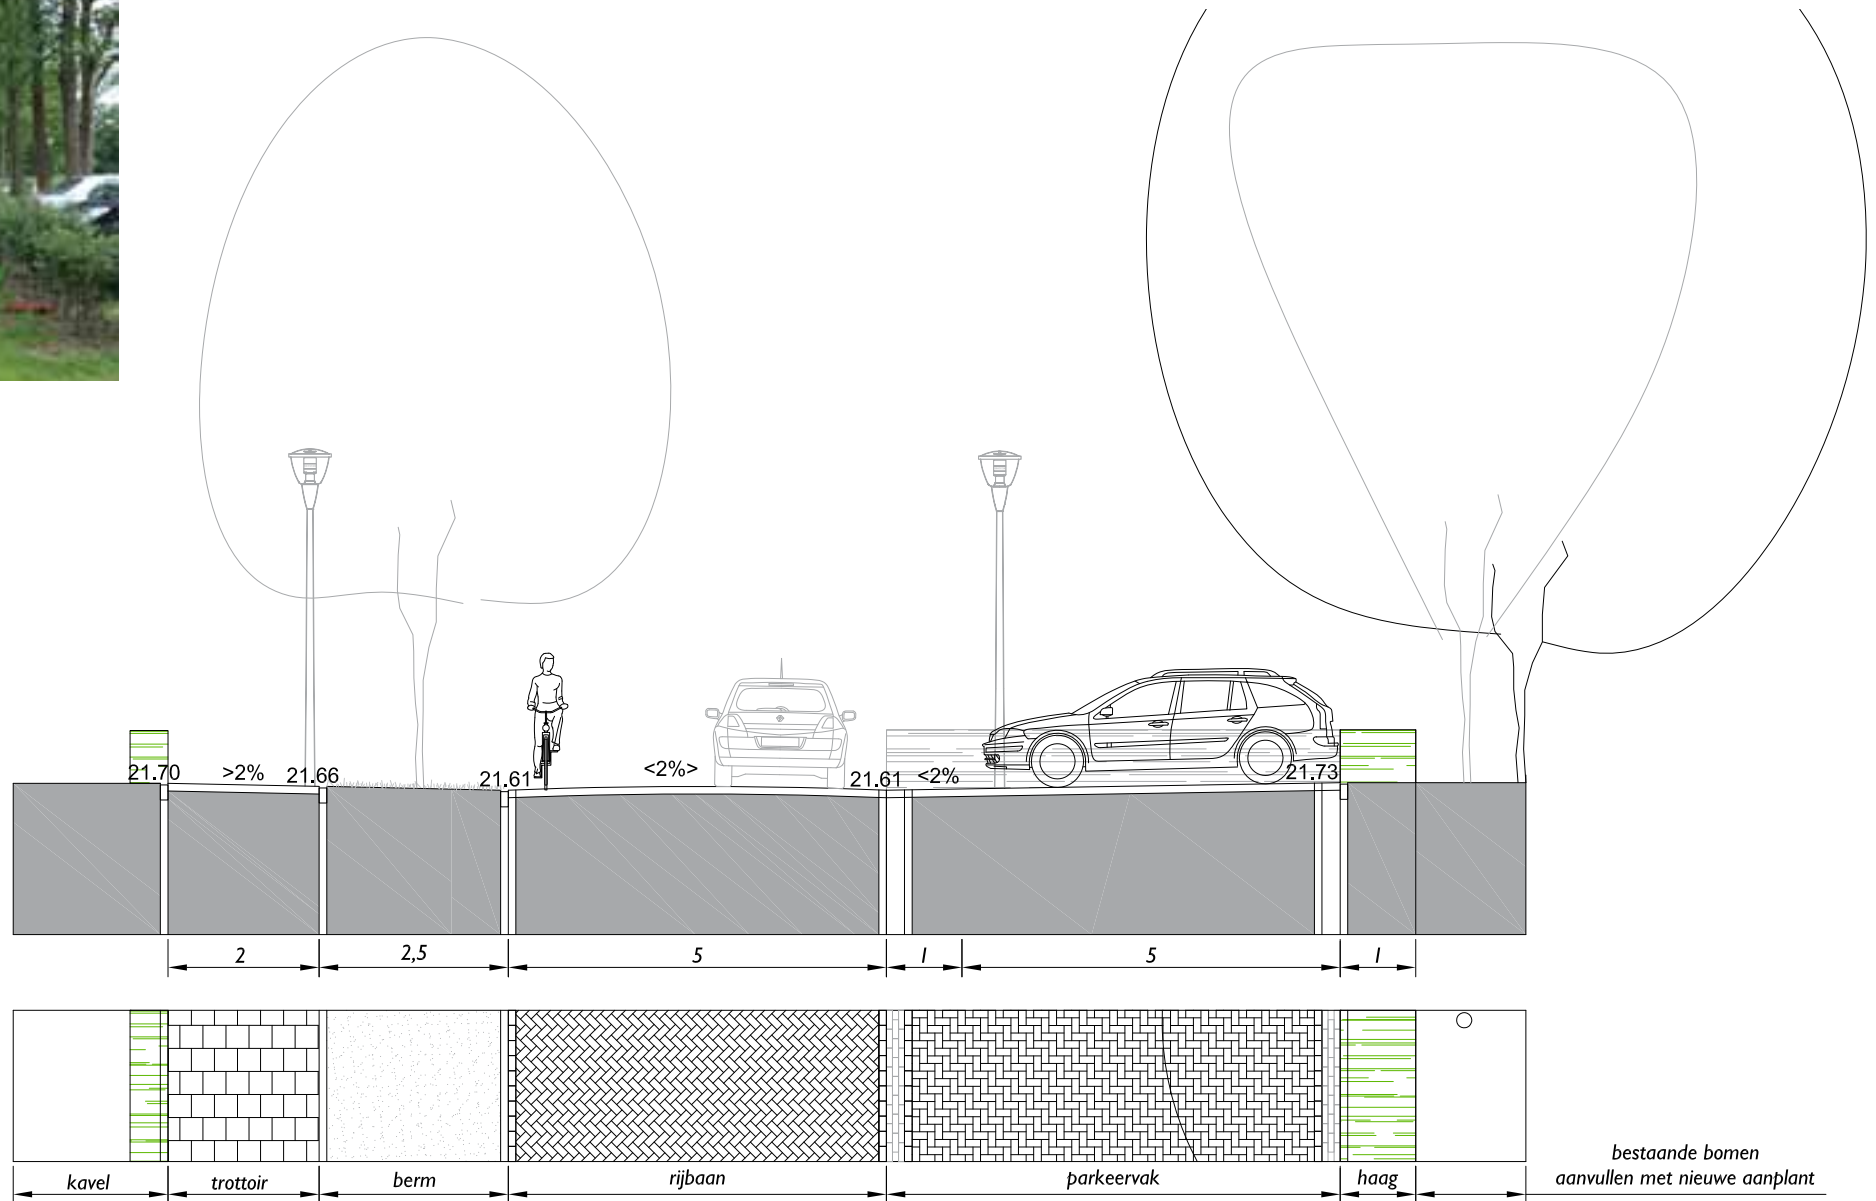 21.70 >2% 21.66 21.61 <2%> 21.61 <2% 21.73
2 2,5 5 1 5 1
kavel trottoir berm rijbaan parkeervak haag
bestaande bomen
aanvullen met nieuwe aanplant